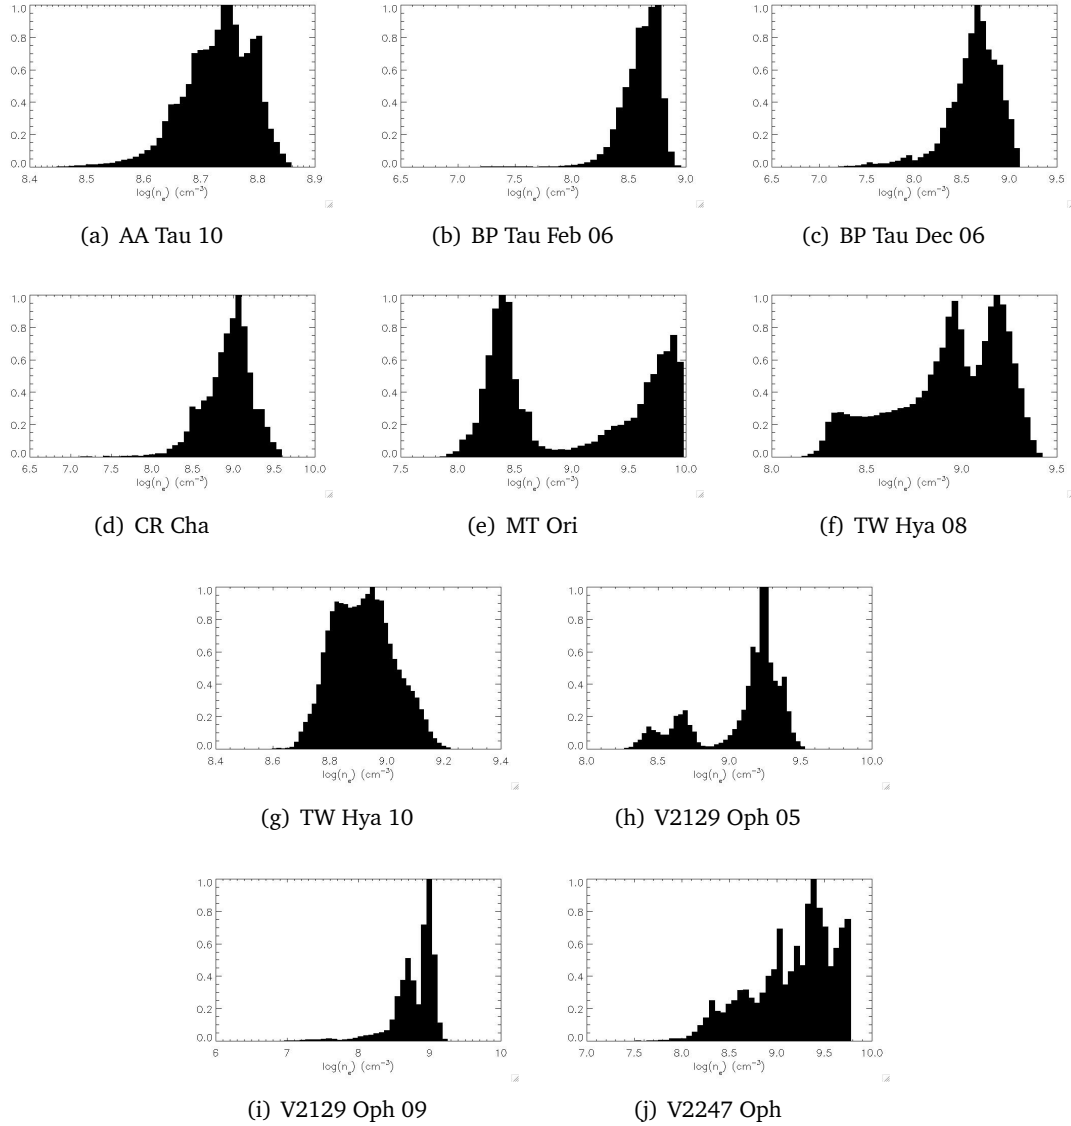 1.0 0.8 0.6 0.4 0.2 0.0
8.4 8.5 8.6 8.7 8.8 8.9
log(n_e) (cm^-3)
(a) AA Tau 10
1.0 0.8 0.6 0.4 0.2 0.0
6.5 7.0 7.5 8.0 8.5 9.0
log(n_e) (cm^-3)
(b) BP Tau Feb 06
1.0 0.8 0.6 0.4 0.2 0.0
6.5 7.0 7.5 8.0 8.5 9.0 9.5
log(n_e) (cm^-3)
(c) BP Tau Dec 06
1.0 0.8 0.6 0.4 0.2 0.0
6.5 7.0 7.5 8.0 8.5 9.0 9.5 10.0
log(n_e) (cm^-3)
(d) CR Cha
1.0 0.8 0.6 0.4 0.2 0.0
7.5 8.0 8.5 9.0 9.5 10.0
log(n_e) (cm^-3)
(e) MT Ori
1.0 0.8 0.6 0.4 0.2 0.0
8.0 8.5 9.0 9.5
log(n_e) (cm^-3)
(f) TW Hya 08
1.0 0.8 0.6 0.4 0.2 0.0
8.4 8.6 8.8 9.0 9.2 9.4
log(n_e) (cm^-3)
(g) TW Hya 10
1.0 0.8 0.6 0.4 0.2 0.0
8.0 8.5 9.0 9.5 10.0
log(n_e) (cm^-3)
(h) V2129 Oph 05
1.0 0.8 0.6 0.4 0.2 0.0
6 7 8 9 10
log(n_e) (cm^-3)
(i) V2129 Oph 09
1.0 0.8 0.6 0.4 0.2 0.0
7.0 7.5 8.0 8.5 9.0 9.5 10.0
log(n_e) (cm^-3)
(j) V2247 Oph